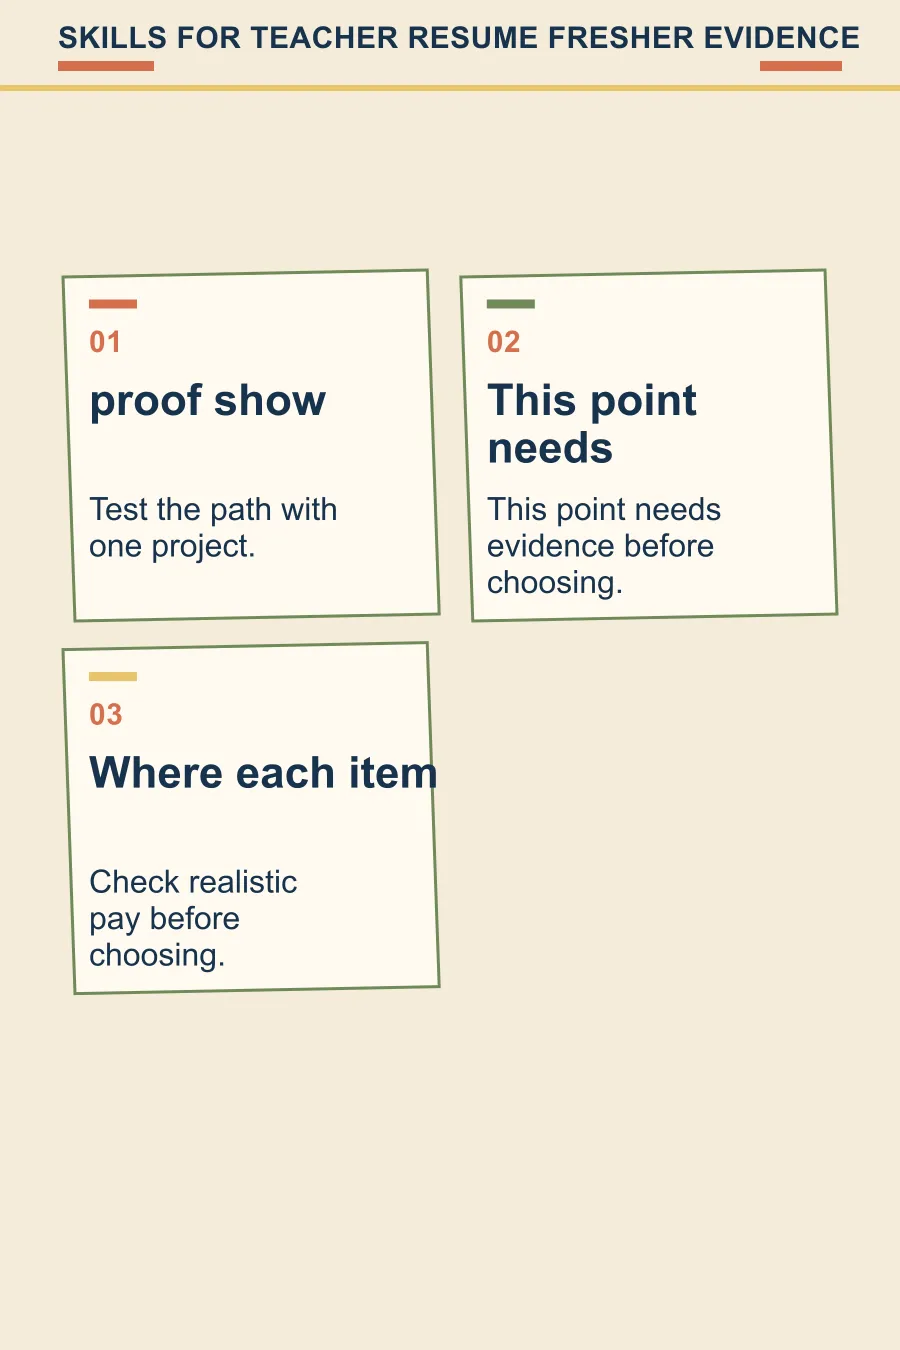 SKILLS FOR TEACHER RESUME FRESHER EVIDENCE
01
proof show
Test the path with
one project.
02
This point
needs
This point needs
evidence before
choosing.
03
Where each item
Check realistic
pay before
choosing.